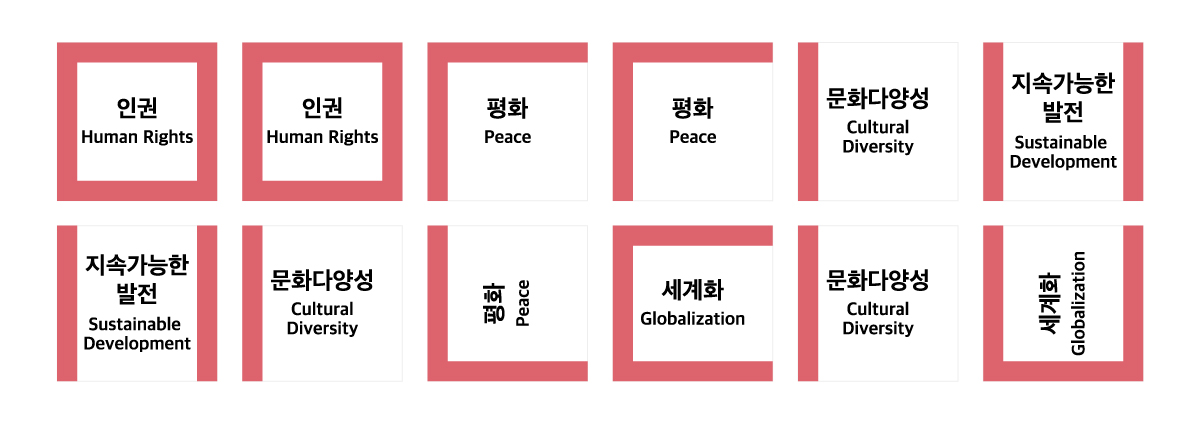 인권
Human Rights
인권
Human Rights
평화
Peace
평화
Peace
문화다양성
Cultural
Diversity
지속가능한
발전
Sustainable
Development
지속가능한
발전
Sustainable
Development
문화다양성
Cultural
Diversity
평화
Peace
세계화
Globalization
문화다양성
Cultural
Diversity
세계화
Globalization